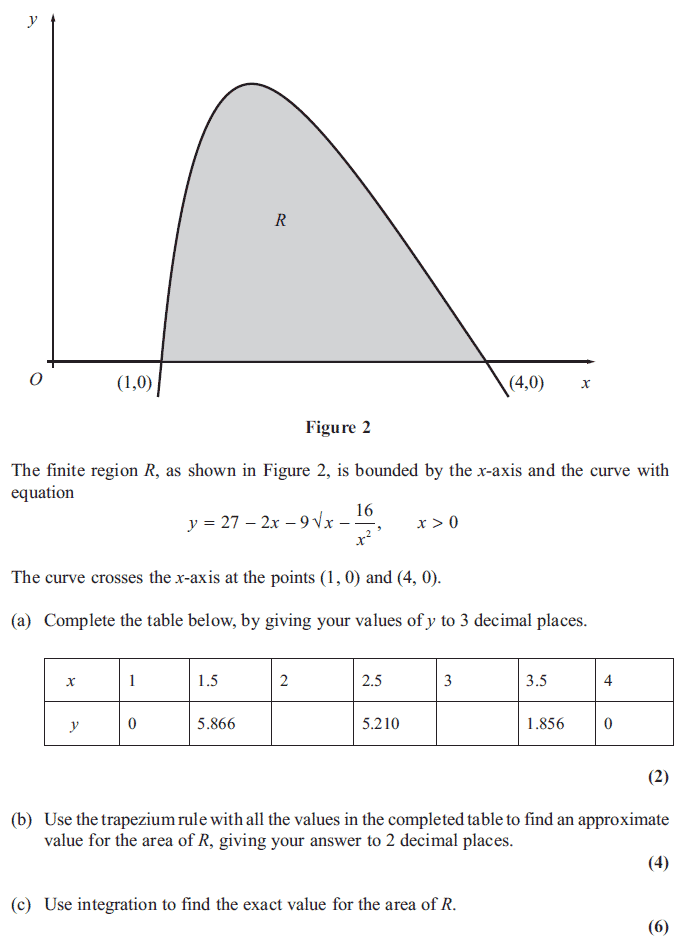 y
R
O
(1,0)
(4,0)
x
Figure 2
The finite region R, as shown in Figure 2, is bounded by the x-axis and the curve with
equation
y = 27 – 2x – 9√x – 16/x², x > 0
The curve crosses the x-axis at the points (1, 0) and (4, 0).
(a) Complete the table below, by giving your values of y to 3 decimal places.
x 1 1.5 2 2.5 3 3.5 4
y 0 5.866 5.210 1.856 0
(2)
(b) Use the trapezium rule with all the values in the completed table to find an approximate
value for the area of R, giving your answer to 2 decimal places.
(4)
(c) Use integration to find the exact value for the area of R.
(6)